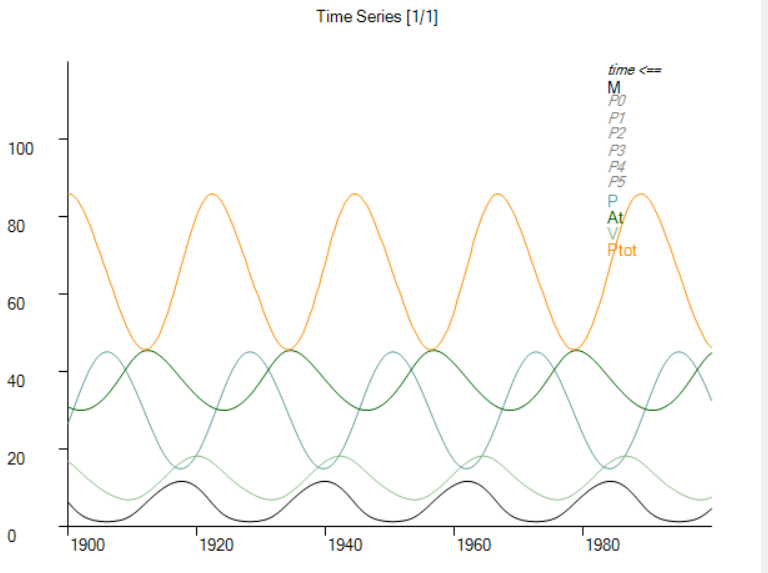 Time Series [1/1]
time <==
M
P0
P1
P2
P3
P4
P5
P
At
V
Ptot
100
80
60
40
20
0
1900 1920 1940 1960 1980